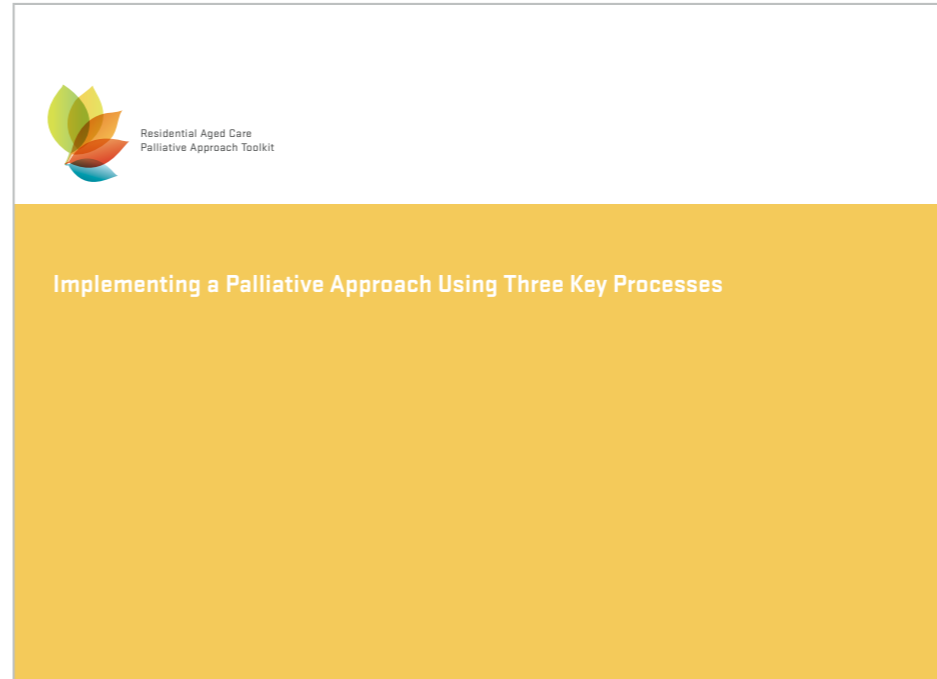 Residential Aged Care
Palliative Approach Toolkit
Implementing a Palliative Approach Using Three Key Processes